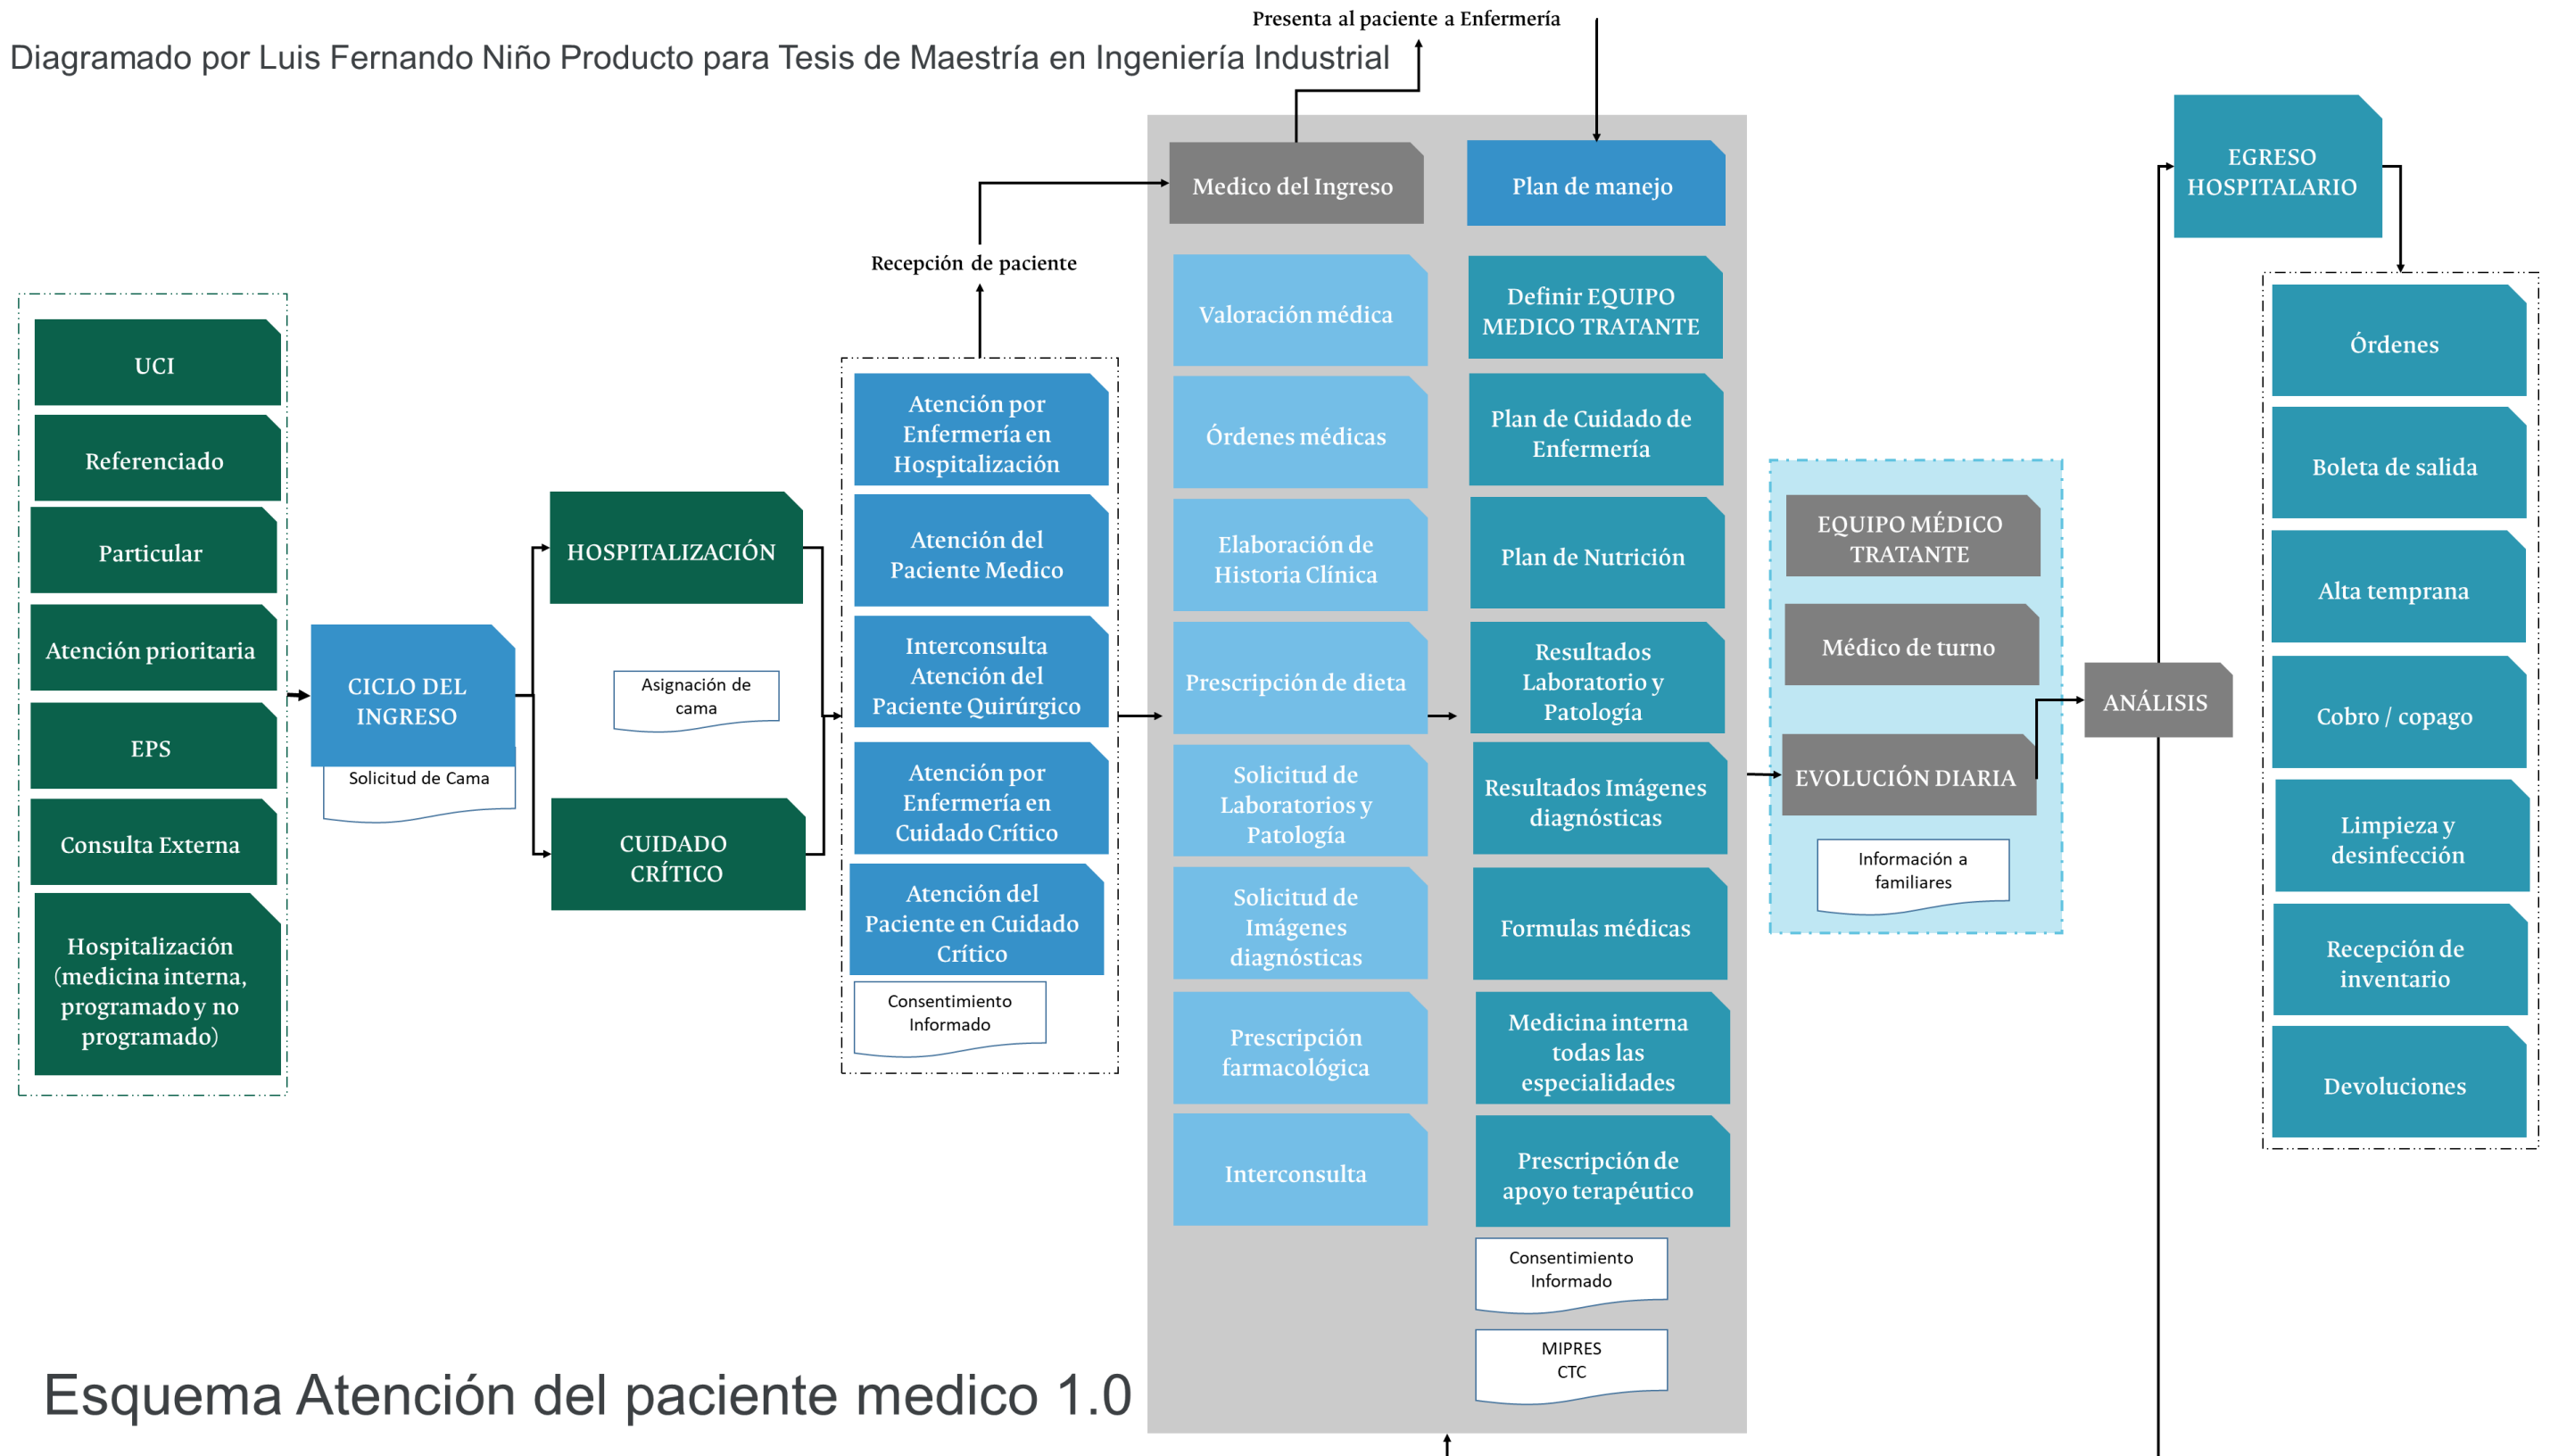 Presenta al paciente a Enfermería
Diagramado por Luis Fernando Niño Producto para Tesis de Maestría en Ingeniería Industrial
UCI
Referenciado
Particular
Atención prioritaria
EPS
Consulta Externa
Hospitalización
(medicina interna,
programado y no
programado)
CICLO DEL
INGRESO
Solicitud de Cama
HOSPITALIZACIÓN
Asignación de
cama
CUIDADO
CRÍTICO
Recepción de paciente
Atención por
Enfermería en
Hospitalización
Atención del
Paciente Medico
Interconsulta
Atención del
Paciente Quirúrgico
Atención por
Enfermería en
Cuidado Crítico
Atención del
Paciente en Cuidado
Crítico
Consentimiento
Informado
Medico del Ingreso
Valoración médica
Órdenes médicas
Elaboración de
Historia Clínica
Prescripción de dieta
Solicitud de
Laboratorios y
Patología
Solicitud de
Imágenes
diagnósticas
Prescripción
farmacológica
Interconsulta
Plan de manejo
Definir EQUIPO
MEDICO TRATANTE
Plan de Cuidado de
Enfermería
Plan de Nutrición
Resultados
Laboratorio y
Patología
Resultados Imágenes
diagnósticas
Formulas médicas
Medicina interna
todas las
especialidades
Prescripción de
apoyo terapéutico
Consentimiento
Informado
MIPRES
CTC
EQUIPO MÉDICO
TRATANTE
Médico de turno
EVOLUCIÓN DIARIA
Información a
familiares
ANÁLISIS
EGRESO
HOSPITALARIO
Órdenes
Boleta de salida
Alta temprana
Cobro / copago
Limpieza y
desinfección
Recepción de
inventario
Devoluciones
Esquema Atención del paciente medico 1.0